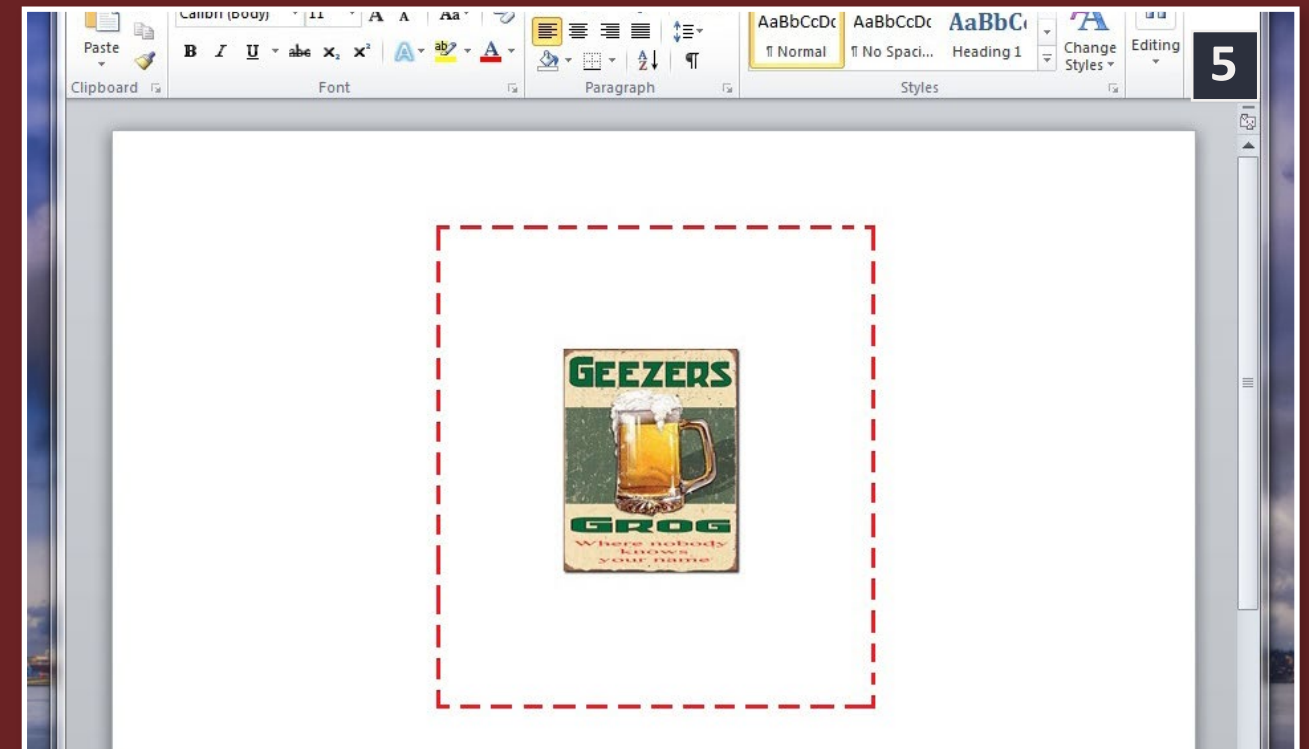 Calibri (Body) 11 A A Aa
AaBbCcDc AaBbCcDc AaBbC A
5
Paste
B I U abc x₂ x² A ab A
A Z ¶
¶ Normal ¶ No Spaci... Heading 1
Change Styles
Editing
Clipboard Font Paragraph Styles
GEEZERS
GROG
Where nobody
knows
your name